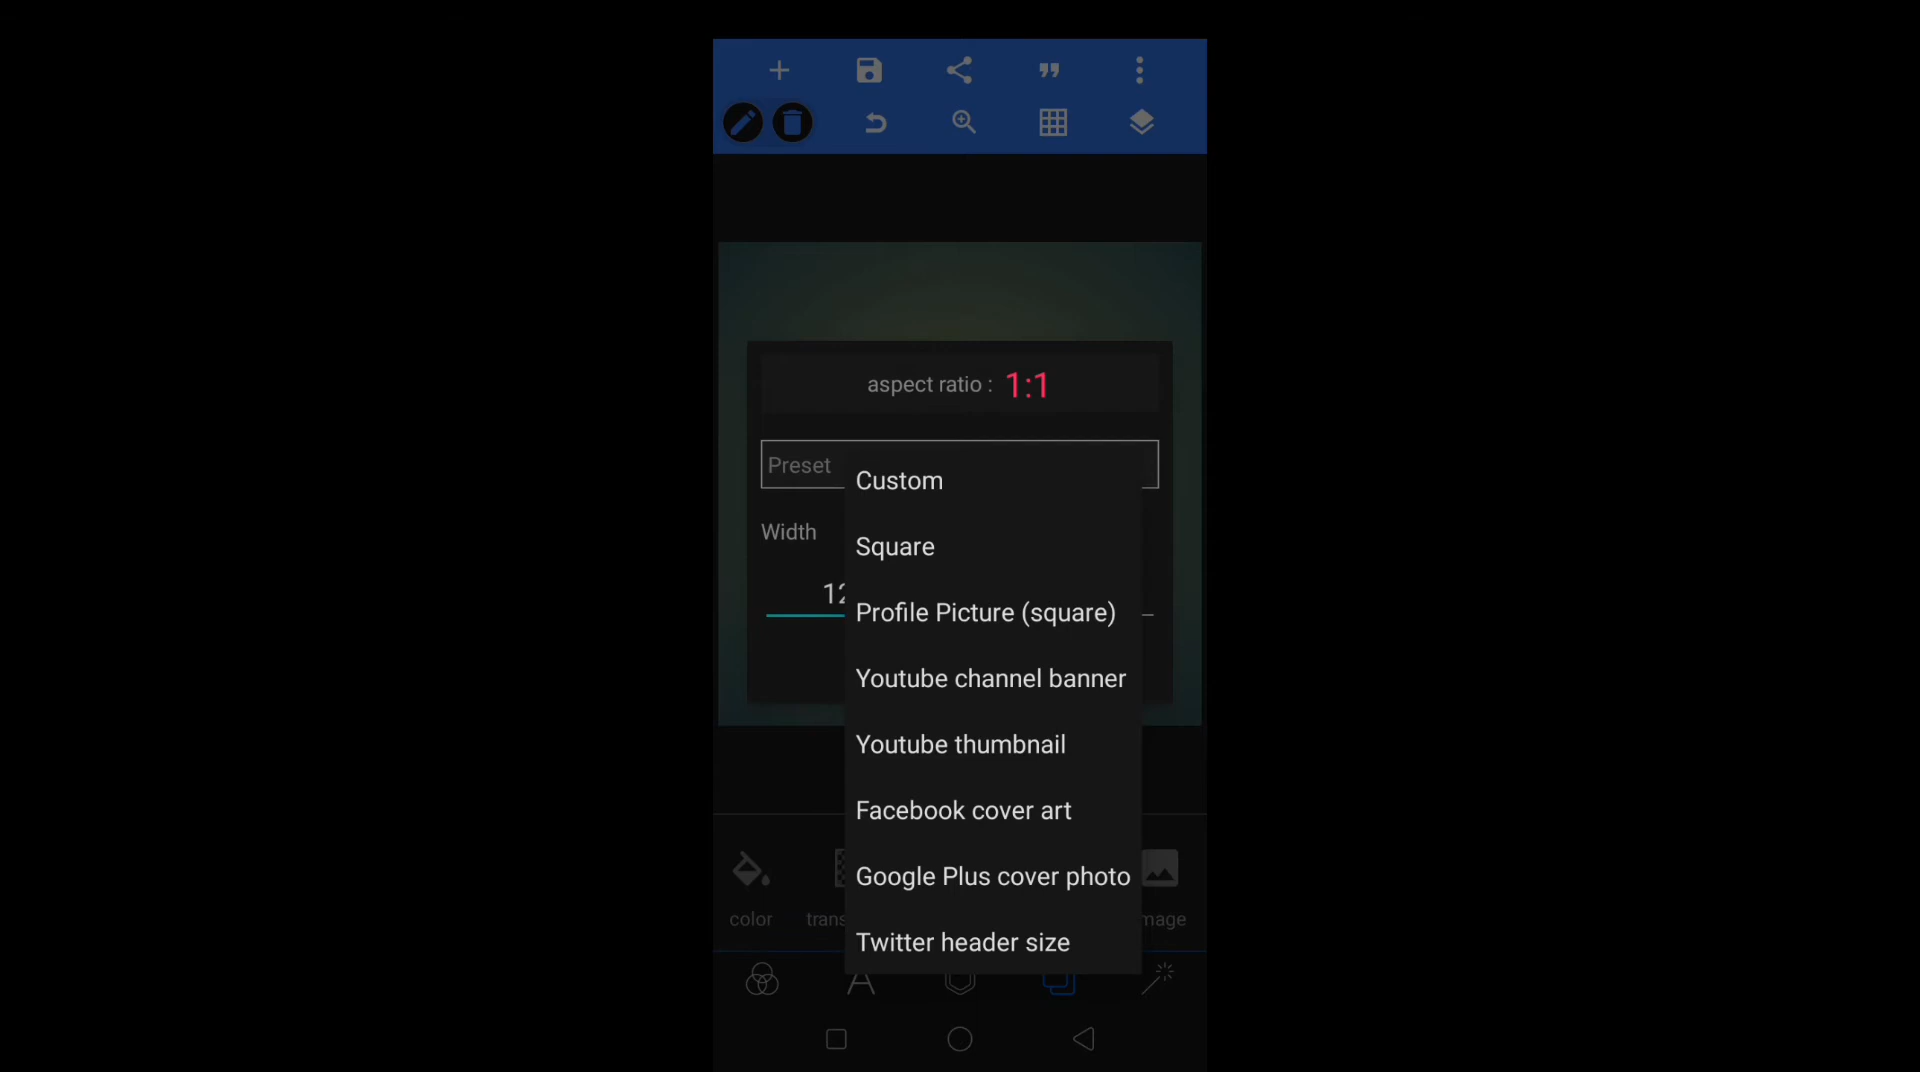 aspect ratio : 1:1
Preset
Custom
Width
Square
12
Profile Picture (square)
Youtube channel banner
Youtube thumbnail
Facebook cover art
Google Plus cover photo
color
Twitter header size